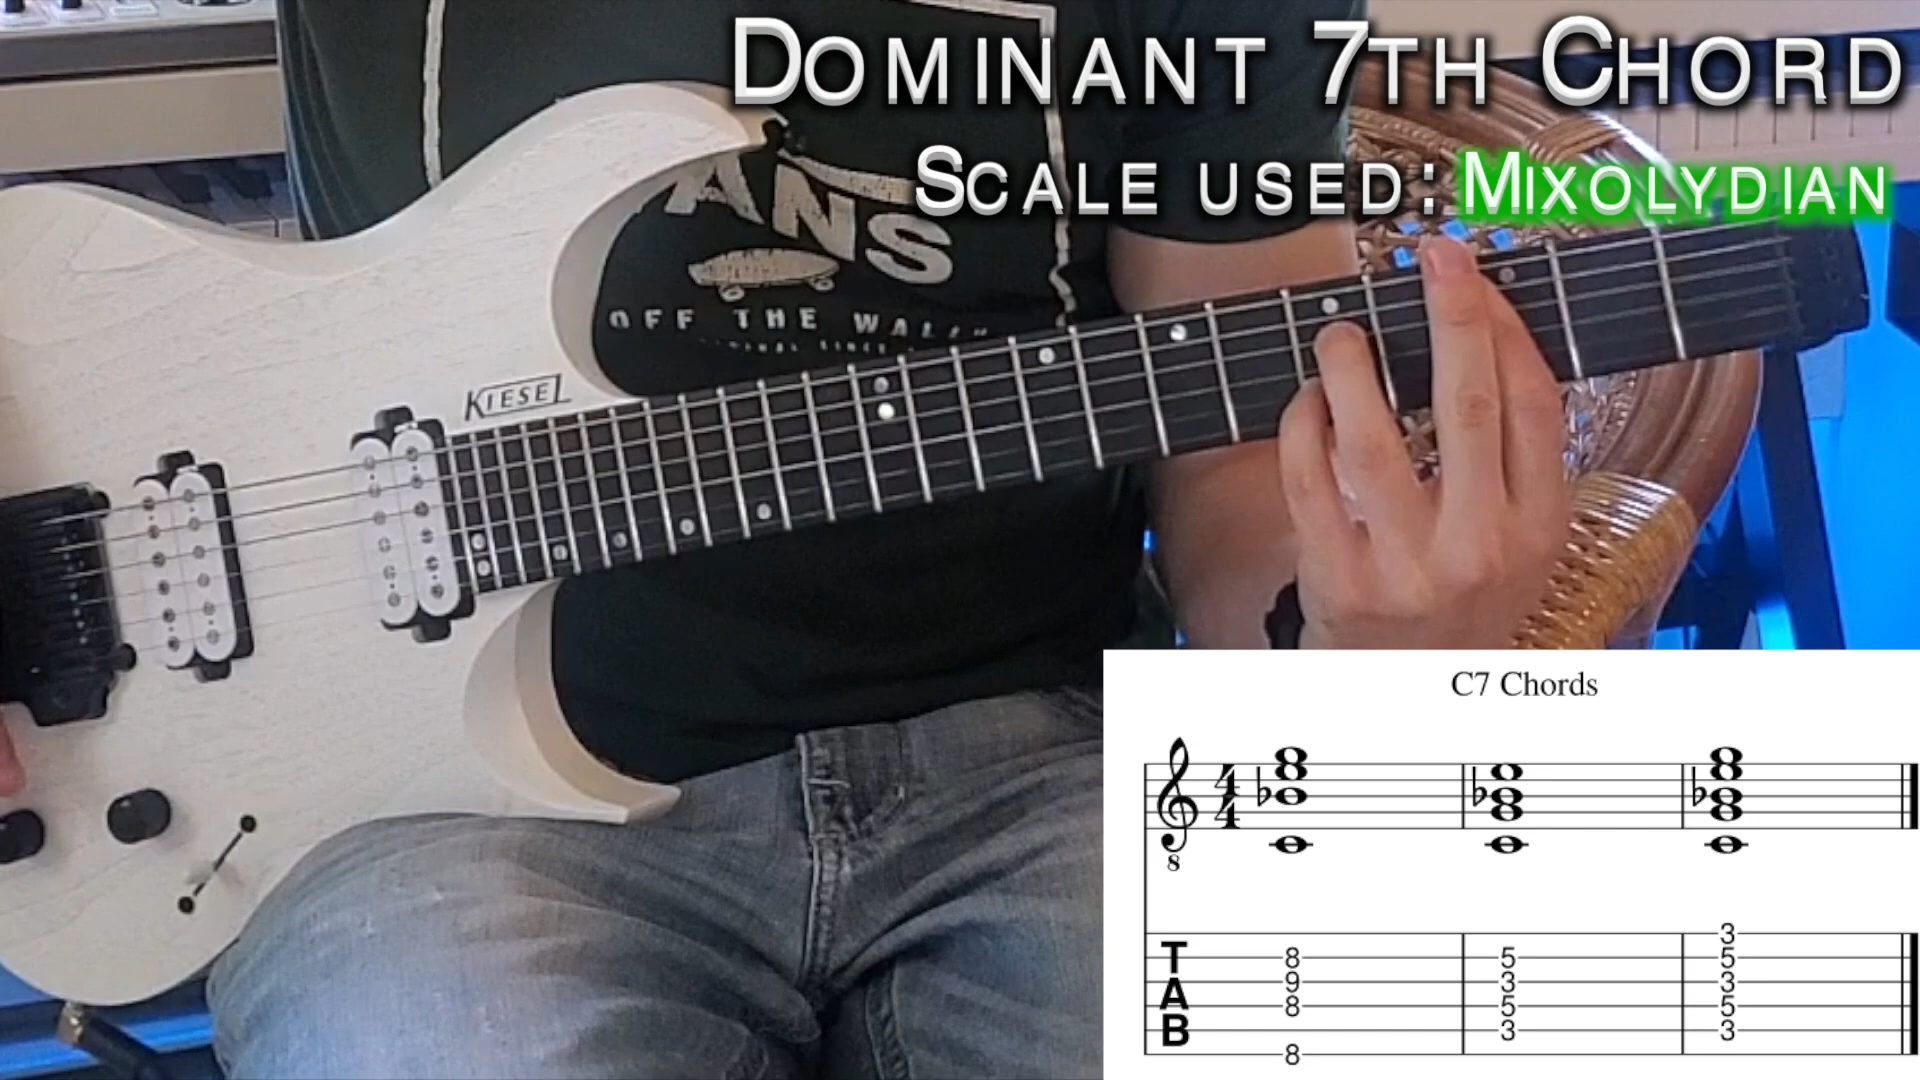 DOMINANT 7TH CHORD
SCALE USED: MIXOLYDIAN
ANS
OFF THE WALL
KIESEL
C7 Chords
4
4
8
T
A
B
3
8 5 5
9 3 3
8 5 5
3 3
8